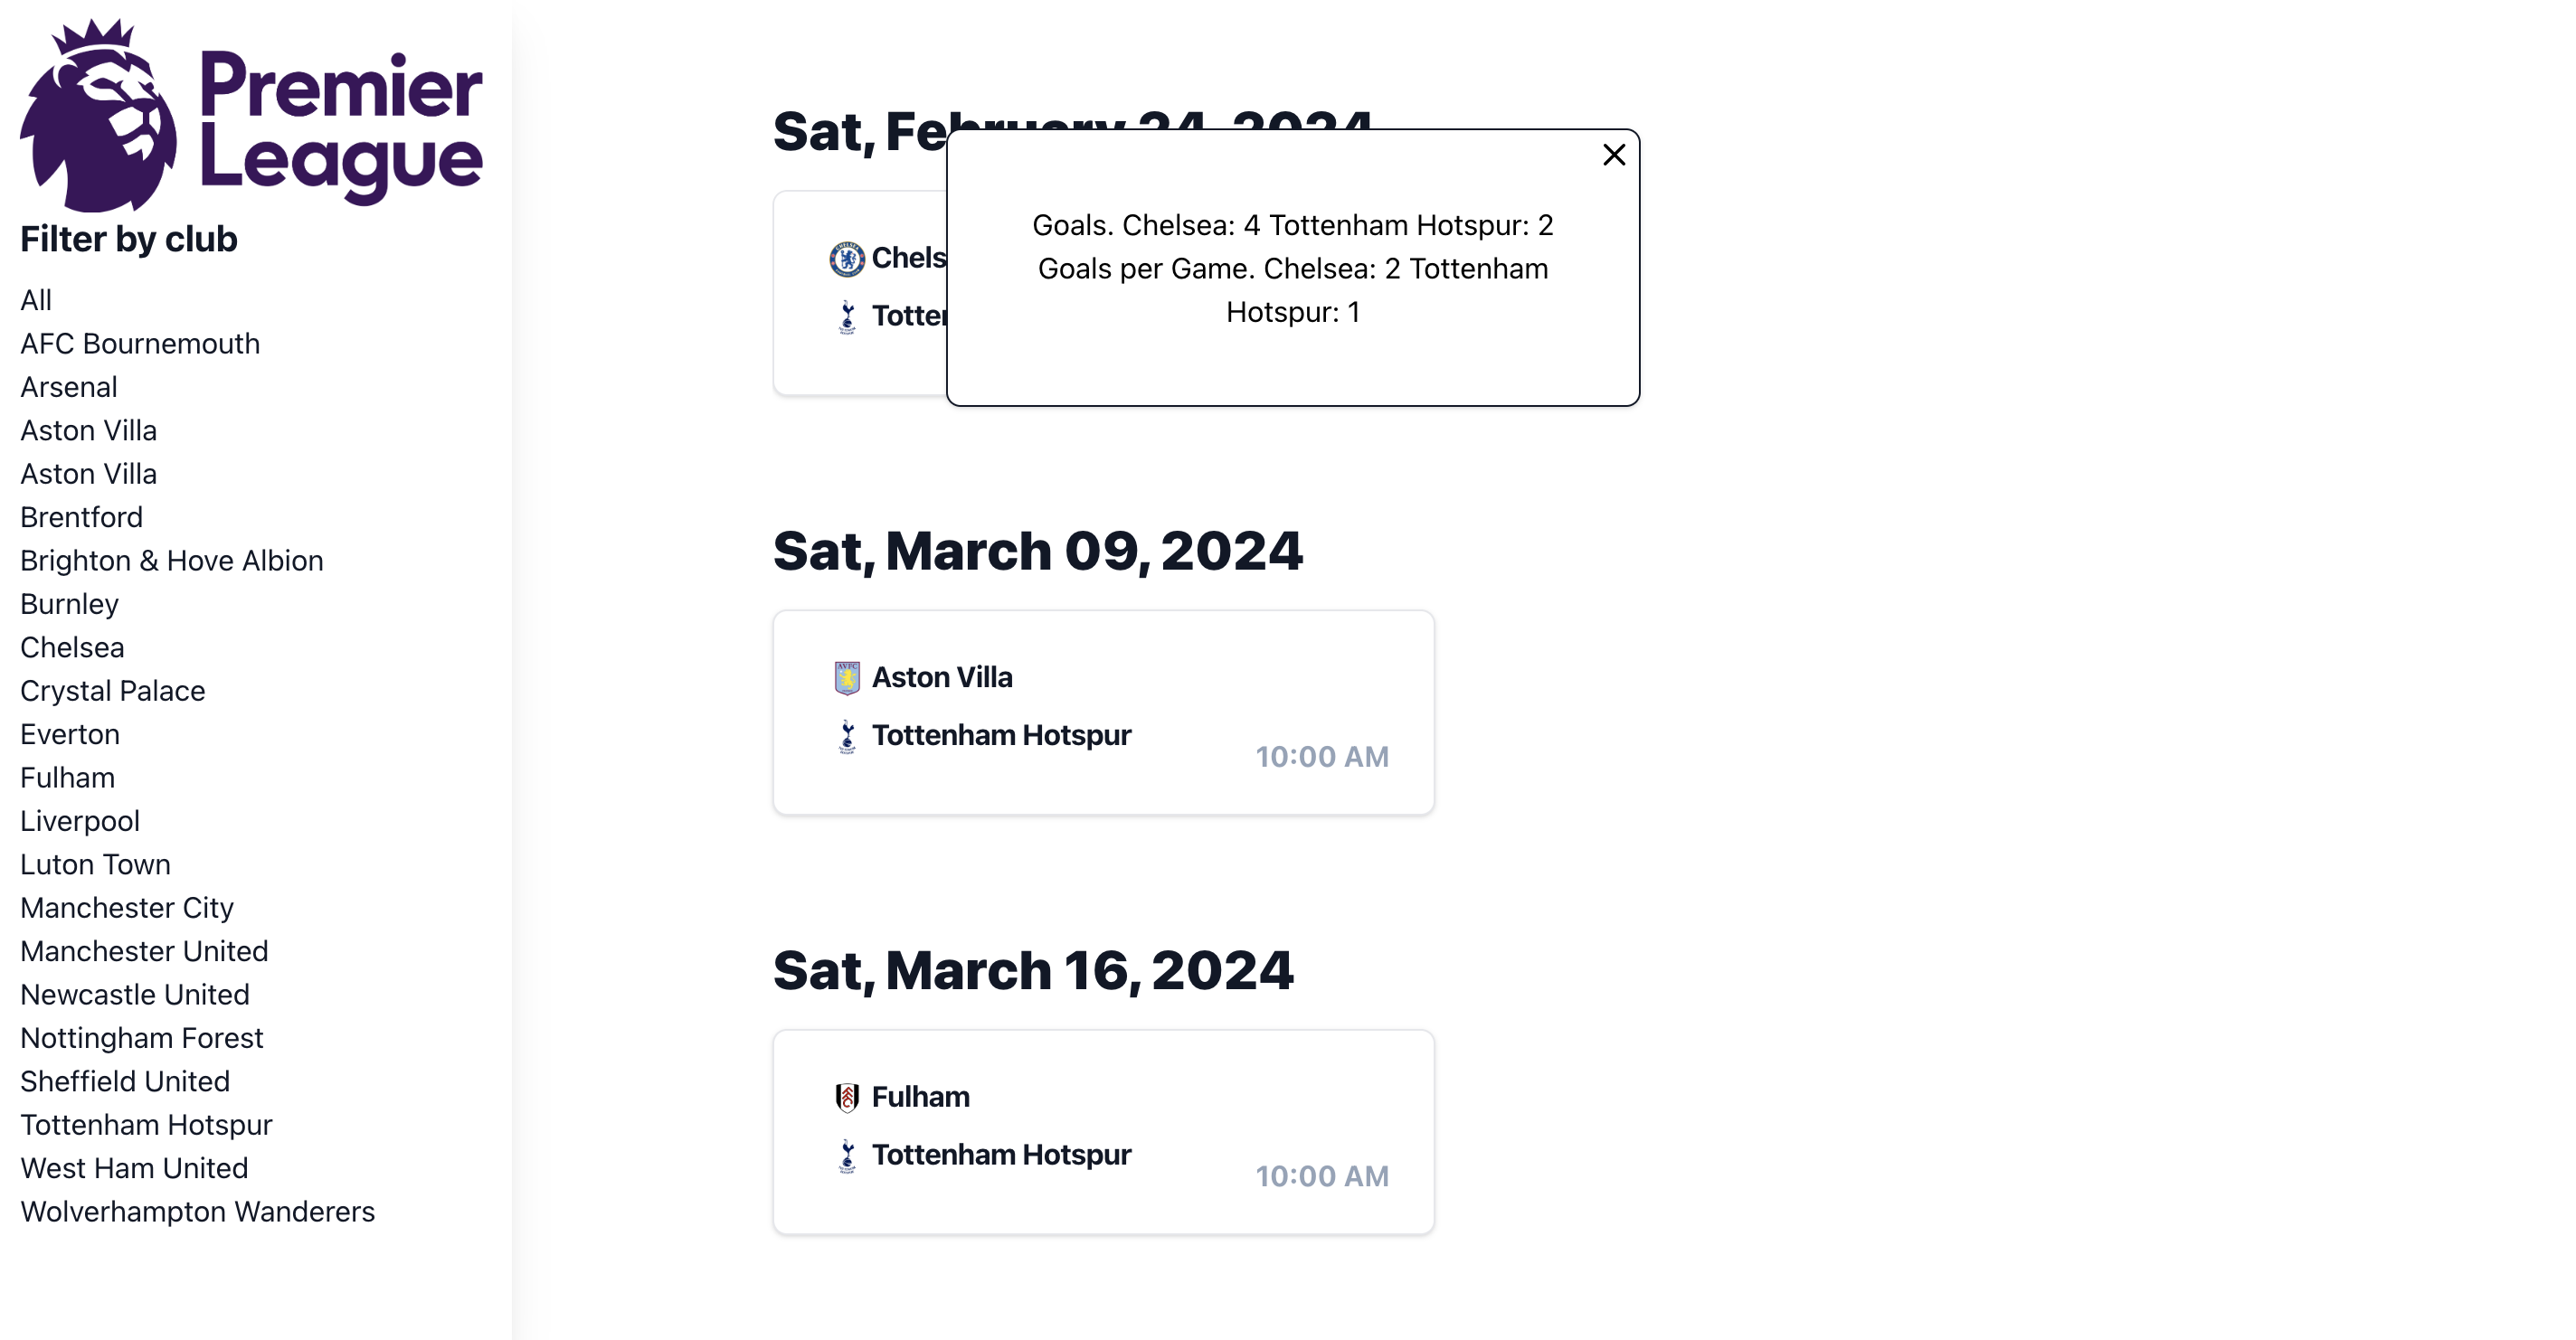 Premier
League
Filter by club
All
AFC Bournemouth
Arsenal
Aston Villa
Aston Villa
Brentford
Brighton & Hove Albion
Burnley
Chelsea
Crystal Palace
Everton
Fulham
Liverpool
Luton Town
Manchester City
Manchester United
Newcastle United
Nottingham Forest
Sheffield United
Tottenham Hotspur
West Ham United
Wolverhampton Wanderers
Sat, February 24, 2024
Chels
Totte
Goals. Chelsea: 4 Tottenham Hotspur: 2
Goals per Game. Chelsea: 2 Tottenham
Hotspur: 1
Sat, March 09, 2024
Aston Villa
Tottenham Hotspur
10:00 AM
Sat, March 16, 2024
Fulham
Tottenham Hotspur
10:00 AM